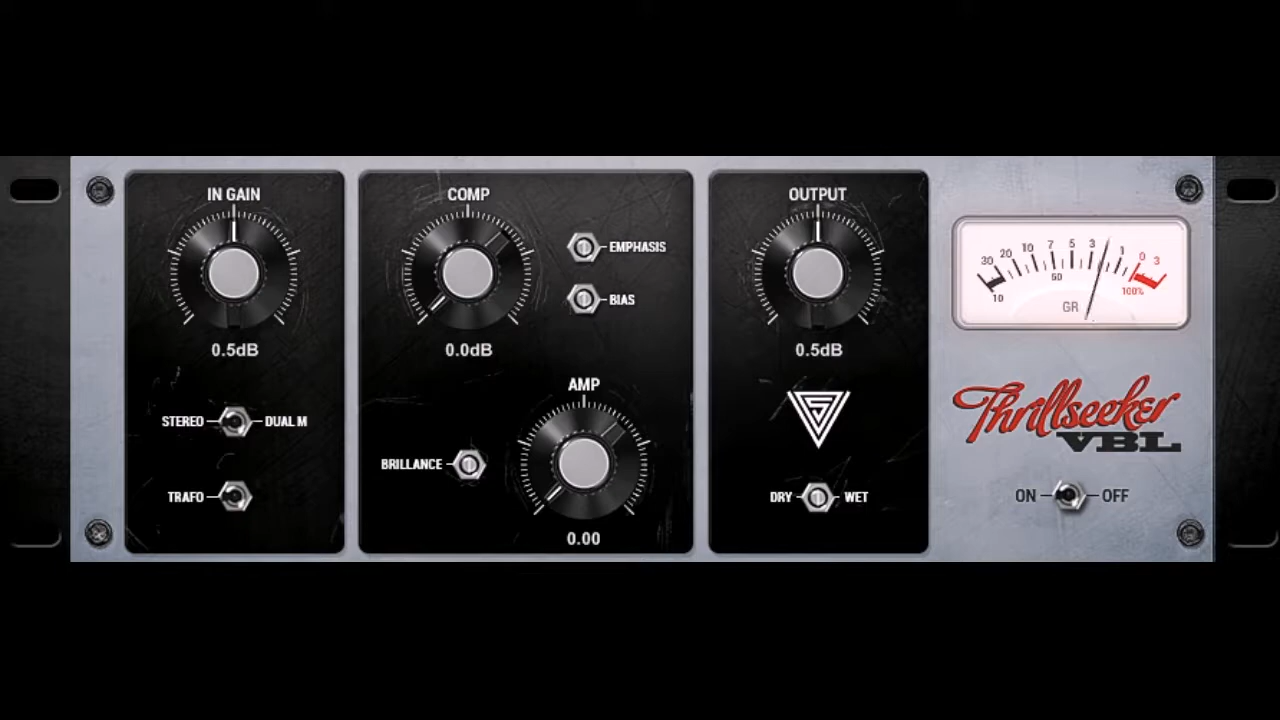 IN GAIN
0.5dB
STEREO DUAL M
TRAFO
COMP
0.0dB
EMPHASIS
BIAS
AMP
BRILLANCE
0.00
OUTPUT
0.5dB
DRY WET
30 20 10 7 5 3 1 0 3
10 50 100%
GR
Thrillseeker
VBL
ON OFF